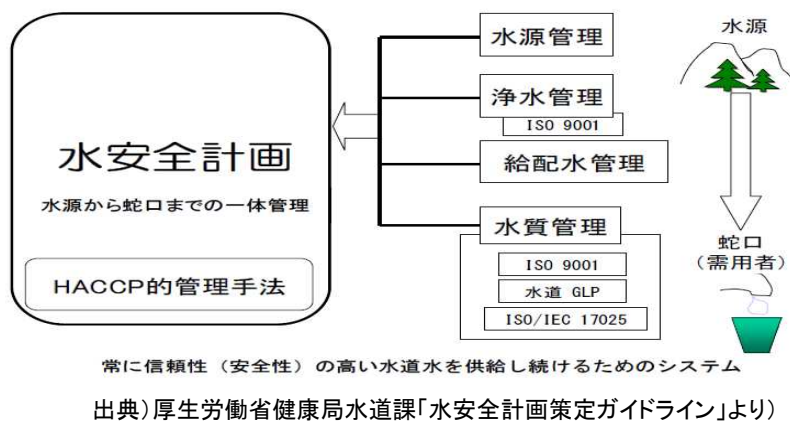 水安全計画
水源から蛇口までの一体管理
HACCP的管理手法
水源管理
浄水管理
ISO 9001
給配水管理
水質管理
ISO 9001
水道 GLP
ISO/IEC 17025
水源
蛇口
（需用者）
常に信頼性（安全性）の高い水道水を供給し続けるためのシステム
出典）厚生労働省健康局水道課「水安全計画策定ガイドライン」より）